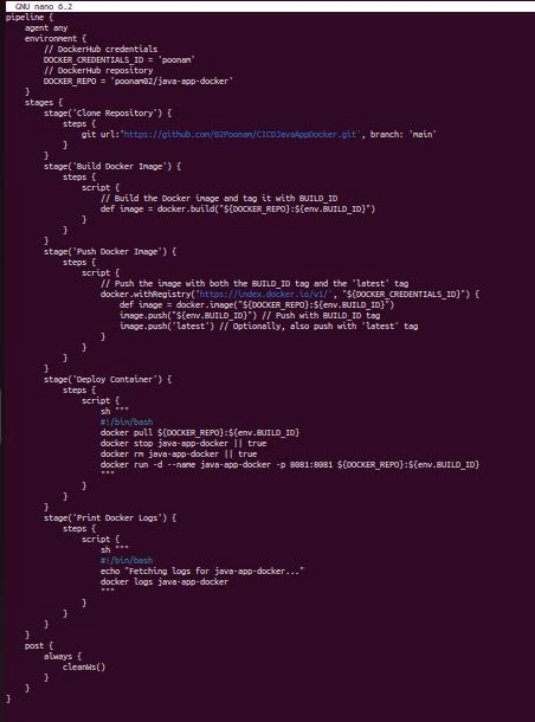 GNU nano 6.2
pipeline {
    agent any
    environment {
        // DockerHub credentials
        DOCKER_CREDENTIALS_ID = 'poonam'
        // DockerHub repository
        DOCKER_REPO = 'poonam02/java-app-docker'
    }
    stages {
        stage('Clone Repository') {
            steps {
                git url:'https://github.com/02Poonam/CICDJavaAppDocker.git', branch: 'main'
            }
        }
        stage('Build Docker Image') {
            steps {
                script {
                    // Build the Docker image and tag it with BUILD_ID
                    def image = docker.build("${DOCKER_REPO}:${env.BUILD_ID}")
                }
            }
        }
        stage('Push Docker Image') {
            steps {
                script {
                    // Push the image with both the BUILD_ID tag and the 'latest' tag
                    docker.withRegistry('https://index.docker.io/v1/', "${DOCKER_CREDENTIALS_ID}") {
                        def image = docker.image("${DOCKER_REPO}:${env.BUILD_ID}")
                        image.push("${env.BUILD_ID}") // Push with BUILD_ID tag
                        image.push('latest') // Optionally, also push with 'latest' tag
                    }
                }
            }
        }
        stage('Deploy Container') {
            steps {
                script {
                    sh """
                    #!/bin/bash
                    docker pull ${DOCKER_REPO}:${env.BUILD_ID}
                    docker stop java-app-docker || true
                    docker rm java-app-docker || true
                    docker run -d --name java-app-docker -p 8081:8081 ${DOCKER_REPO}:${env.BUILD_ID}
                    """
                }
            }
        }
        stage('Print Docker Logs') {
            steps {
                script {
                    sh """
                    #!/bin/bash
                    echo "Fetching logs for java-app-docker..."
                    docker logs java-app-docker
                    """
                }
            }
        }
    }
    post {
        always {
            cleanWs()
        }
    }
}